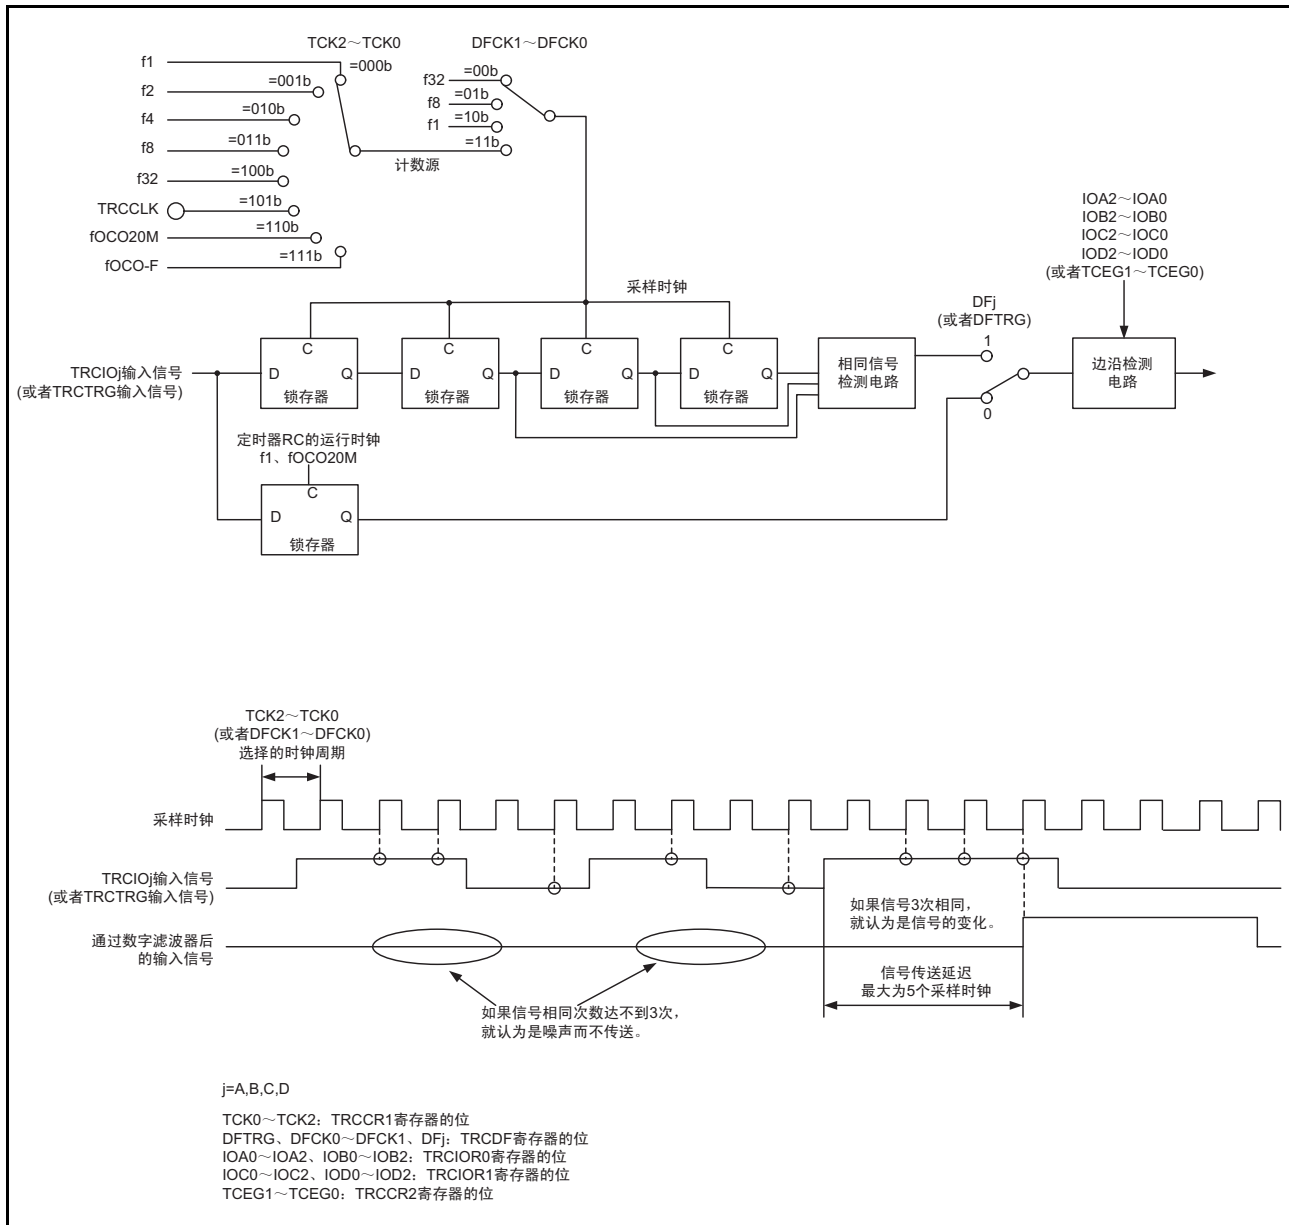 TCK2～TCK0
DFCK1～DFCK0
f1
=000b
f2
=001b
f4
=010b
f8
=011b
f32
=100b
TRCCLK
=101b
fOCO20M
=110b
fOCO-F
=111b
f32
=00b
f8
=01b
f1
=10b
=11b
计数源
采样时钟
IOA2～IOA0
IOB2～IOB0
IOC2～IOC0
IOD2～IOD0
(或者TCEG1～TCEG0)
DFj
(或者DFTRG)
1
0
TRCIOj输入信号
(或者TRCTRG输入信号)
C
D
Q
锁存器
C
D
Q
锁存器
C
D
Q
锁存器
C
D
Q
锁存器
相同信号
检测电路
边沿检测
电路
定时器RC的运行时钟
f1、fOCO20M
C
D
Q
锁存器
TCK2～TCK0
(或者DFCK1～DFCK0)
选择的时钟周期
采样时钟
TRCIOj输入信号
(或者TRCTRG输入信号)
如果信号3次相同，
就认为是信号的变化。
通过数字滤波器后
的输入信号
信号传送延迟
最大为5个采样时钟
如果信号相同次数达不到3次，
就认为是噪声而不传送。
j=A,B,C,D
TCK0～TCK2：TRCCR1寄存器的位
DFTRG、DFCK0～DFCK1、DFj：TRCDF寄存器的位
IOA0～IOA2、IOB0～IOB2：TRCIOR0寄存器的位
IOC0～IOC2、IOD0～IOD2：TRCIOR1寄存器的位
TCEG1～TCEG0：TRCCR2寄存器的位